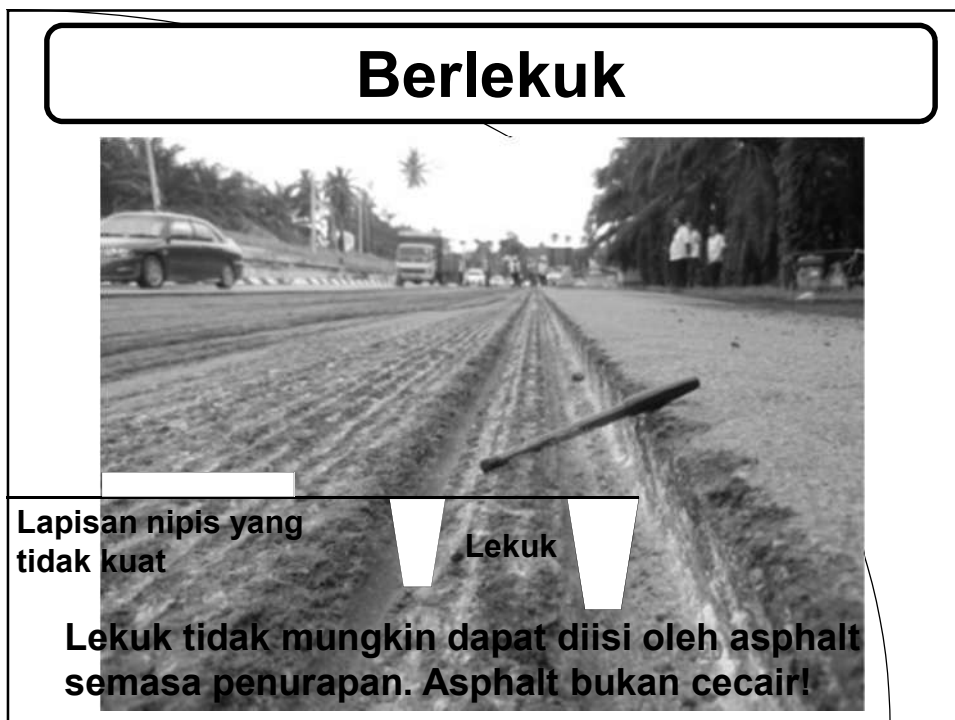 Berlekuk
Lapisan nipis yang
tidak kuat
Lekuk
Lekuk tidak mungkin dapat diisi oleh asphalt
semasa penurapan. Asphalt bukan cecair!